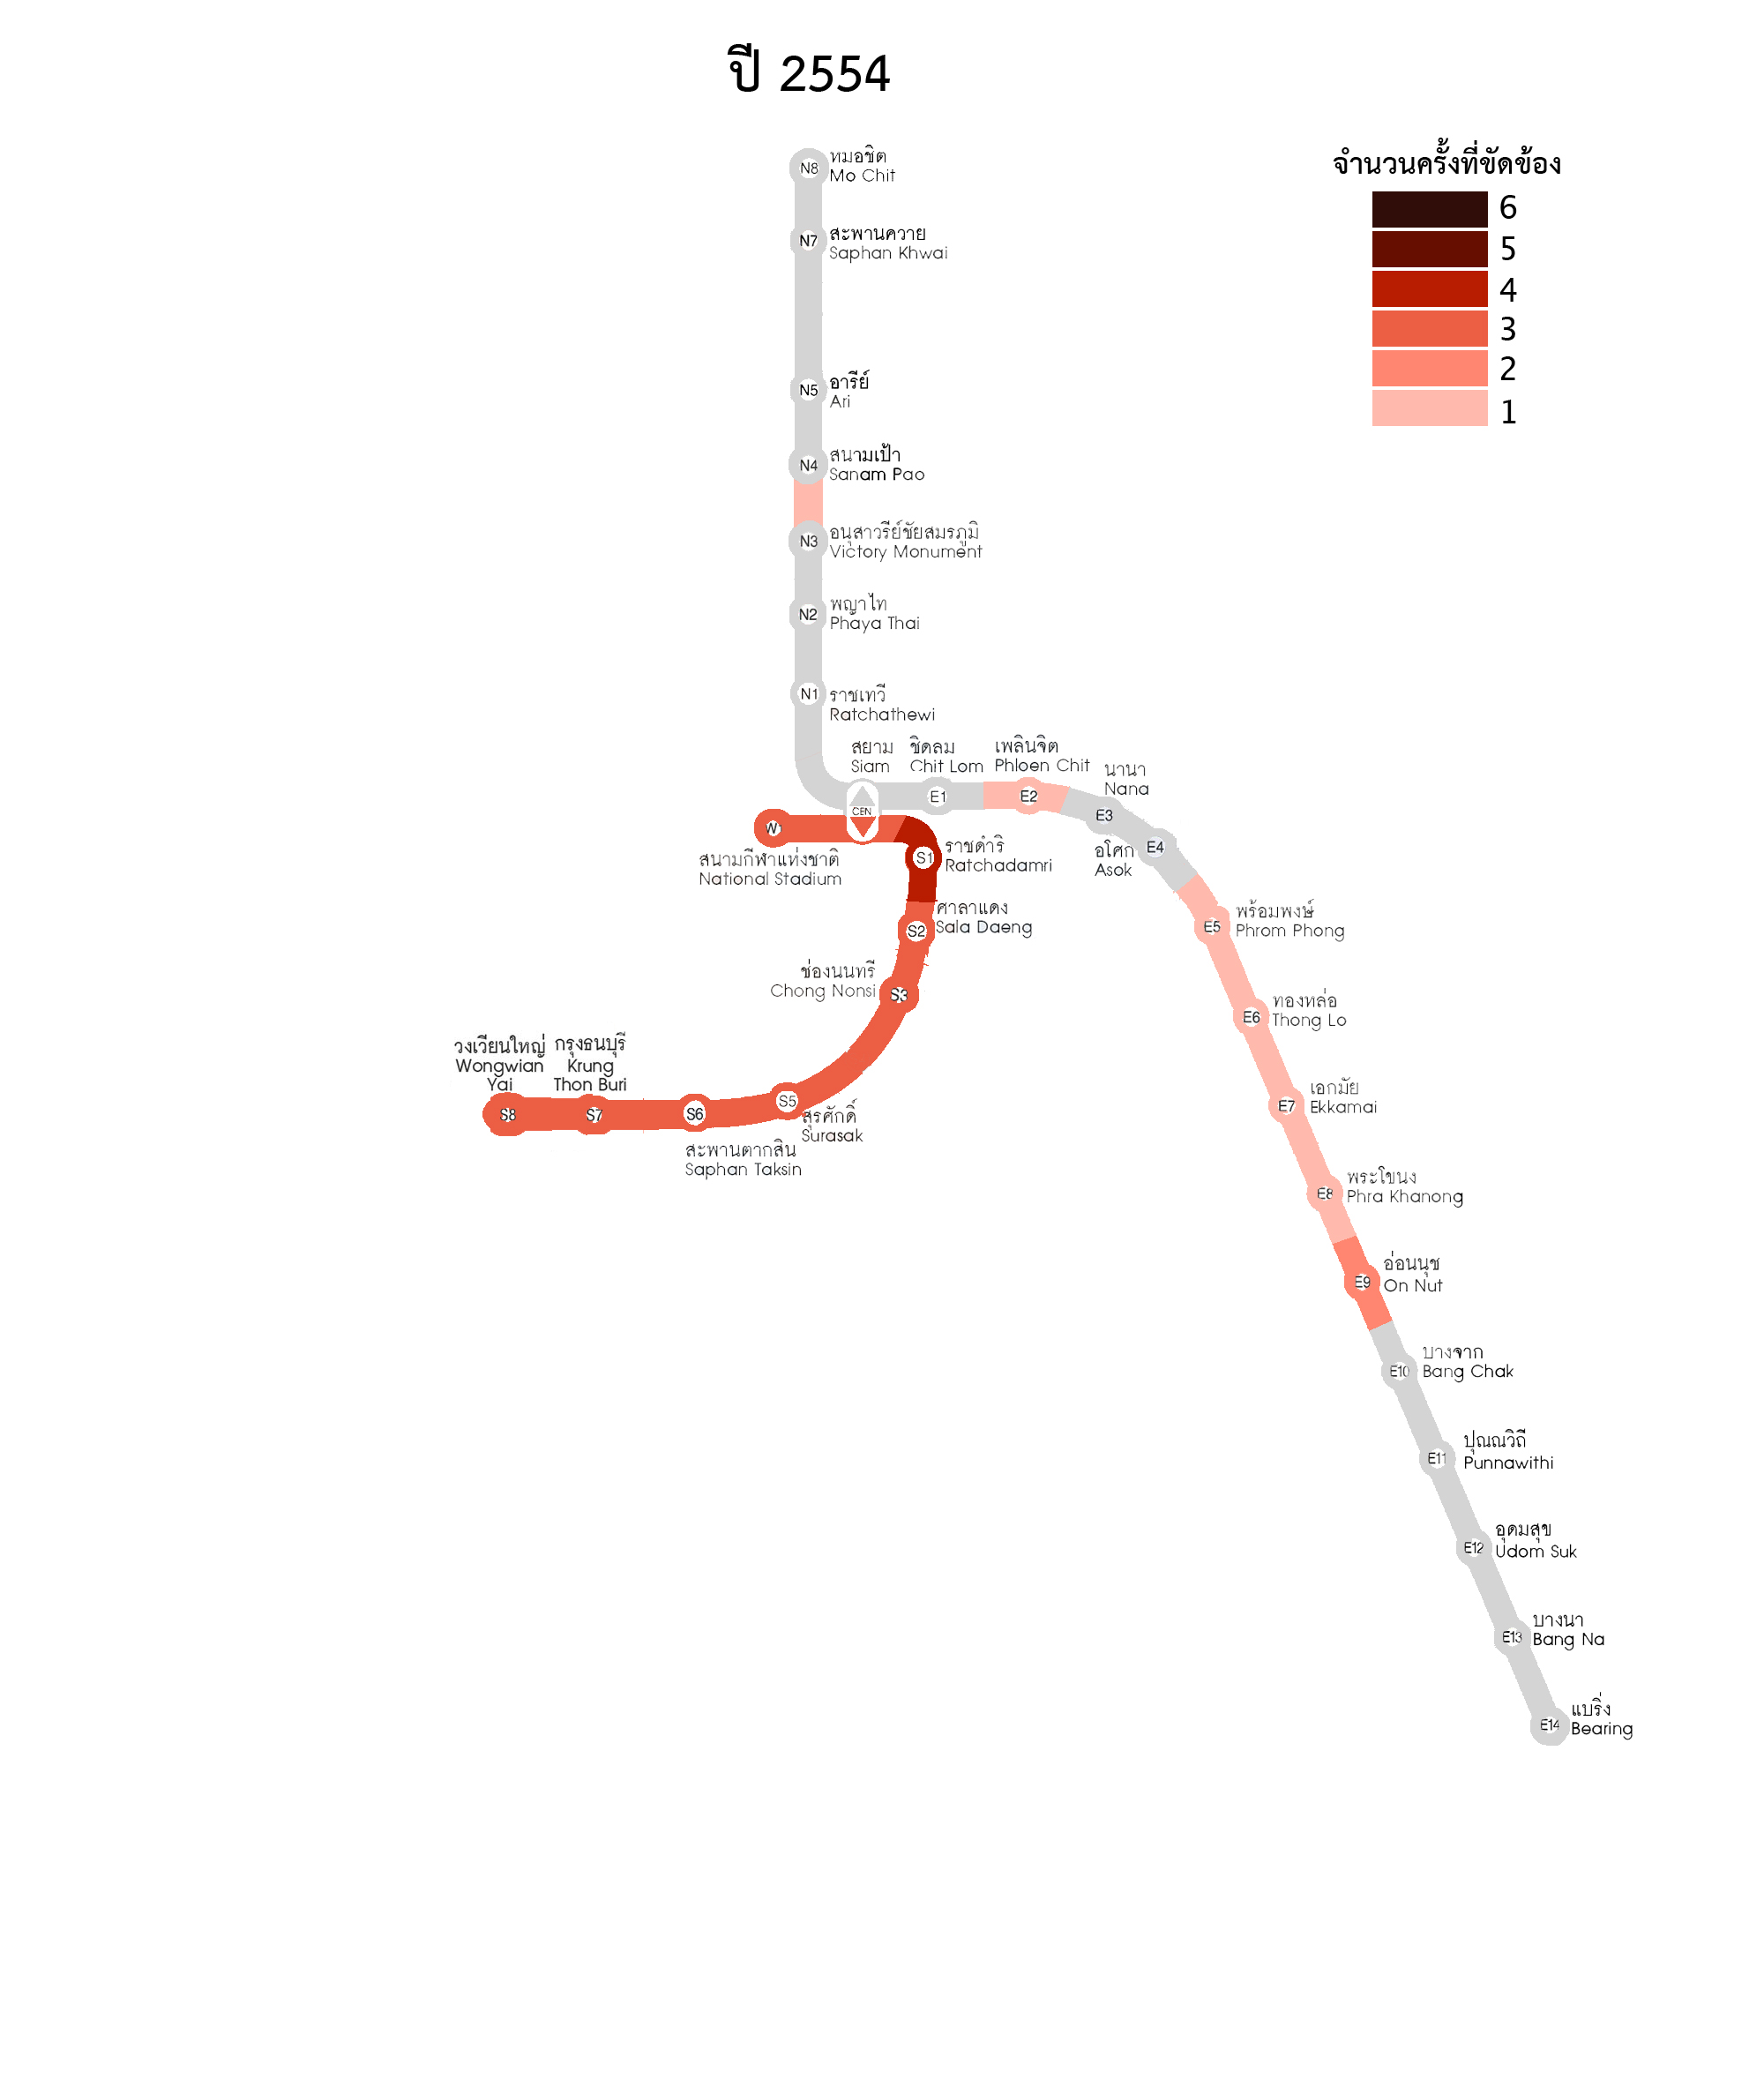 ปี 2554
จำนวนครั้งที่ขัดข้อง
6
5
4
3
2
1
N8
หมอชิต
Mo Chit
N7
สะพานควาย
Saphan Khwai
N5
อารีย์
Ari
N4
สนามเป้า
Sanam Pao
N3
อนุสาวรีย์ชัยสมรภูมิ
Victory Monument
N2
พญาไท
Phaya Thai
N1
ราชเทวี
Ratchathewi
สยาม
Siam
CEN
ชิดลม
Chit Lom
E1
เพลินจิต
Phloen Chit
E2
นานา
Nana
E3
อโศก
Asok
E4
W1
สนามกีฬาแห่งชาติ
National Stadium
S1
ราชดำริ
Ratchadamri
S2
ศาลาแดง
Sala Daeng
ช่องนนทรี
Chong Nonsi
S3
E5
พร้อมพงษ์
Phrom Phong
E6
ทองหล่อ
Thong Lo
E7
เอกมัย
Ekkamai
E8
พระโขนง
Phra Khanong
วงเวียนใหญ่
Wongwian
Yai
S8
กรุงธนบุรี
Krung
Thon Buri
S7
S6
สะพานตากสิน
Saphan Taksin
S5
สุรศักดิ์
Surasak
E9
อ่อนนุช
On Nut
E10
บางจาก
Bang Chak
E11
ปุณณวิถี
Punnawithi
E12
อุดมสุข
Udom Suk
E13
บางนา
Bang Na
E14
แบริ่ง
Bearing